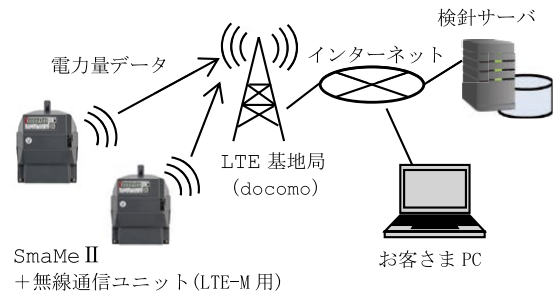 検針サーバ
インターネット
電力量データ
LTE 基地局
(docomo)
SmaMeⅡ
+無線通信ユニット(LTE-M 用)
お客さま PC